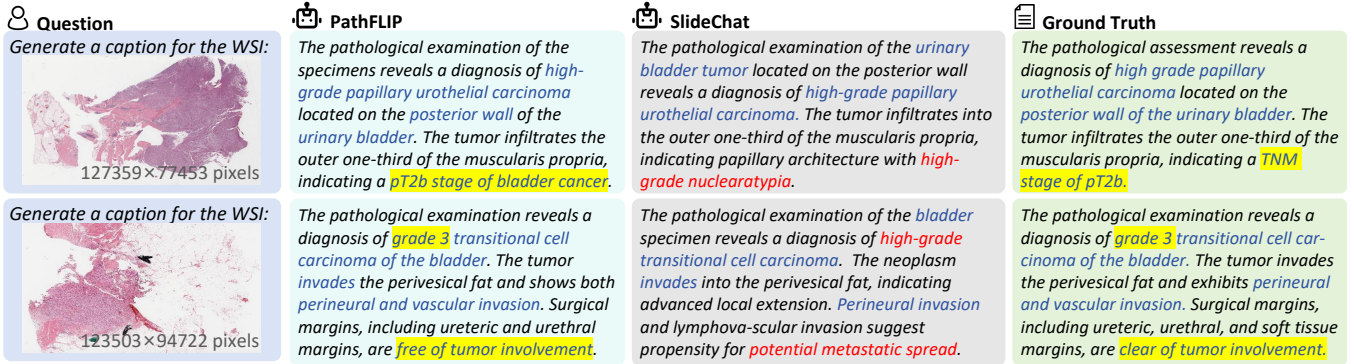 Question
PathFLIP
SlideChat
Ground Truth
Generate a caption for the WSI:
127359×77453 pixels
The pathological examination of the
specimens reveals a diagnosis of high-
grade papillary urothelial carcinoma
located on the posterior wall of the
urinary bladder. The tumor infiltrates the
outer one-third of the muscularis propria,
indicating a pT2b stage of bladder cancer.
The pathological examination of the urinary
bladder tumor located on the posterior wall
reveals a diagnosis of high-grade papillary
urothelial carcinoma. The tumor infiltrates into
the outer one-third of the muscularis propria,
indicating papillary architecture with high-
grade nuclearatypia.
The pathological assessment reveals a
diagnosis of high grade papillary
urothelial carcinoma located on the
posterior wall of the urinary bladder. The
tumor infiltrates the outer one-third of the
muscularis propria, indicating a TNM
stage of pT2b.
Generate a caption for the WSI:
123503×94722 pixels
The pathological examination reveals a
diagnosis of grade 3 transitional cell
carcinoma of the bladder. The tumor
invades the perivesical fat and shows both
perineural and vascular invasion. Surgical
margins, including ureteric and urethral
margins, are free of tumor involvement.
The pathological examination of the bladder
specimen reveals a diagnosis of high-grade
transitional cell carcinoma. The neoplasm
invades into the perivesical fat, indicating
advanced local extension. Perineural invasion
and lymphova-scular invasion suggest
propensity for potential metastatic spread.
The pathological examination reveals a
diagnosis of grade 3 transitional cell car-
cinoma of the bladder. The tumor invades
the perivesical fat and exhibits perineural
and vascular invasion. Surgical margins,
including ureteric, urethral, and soft tissue
margins, are clear of tumor involvement.